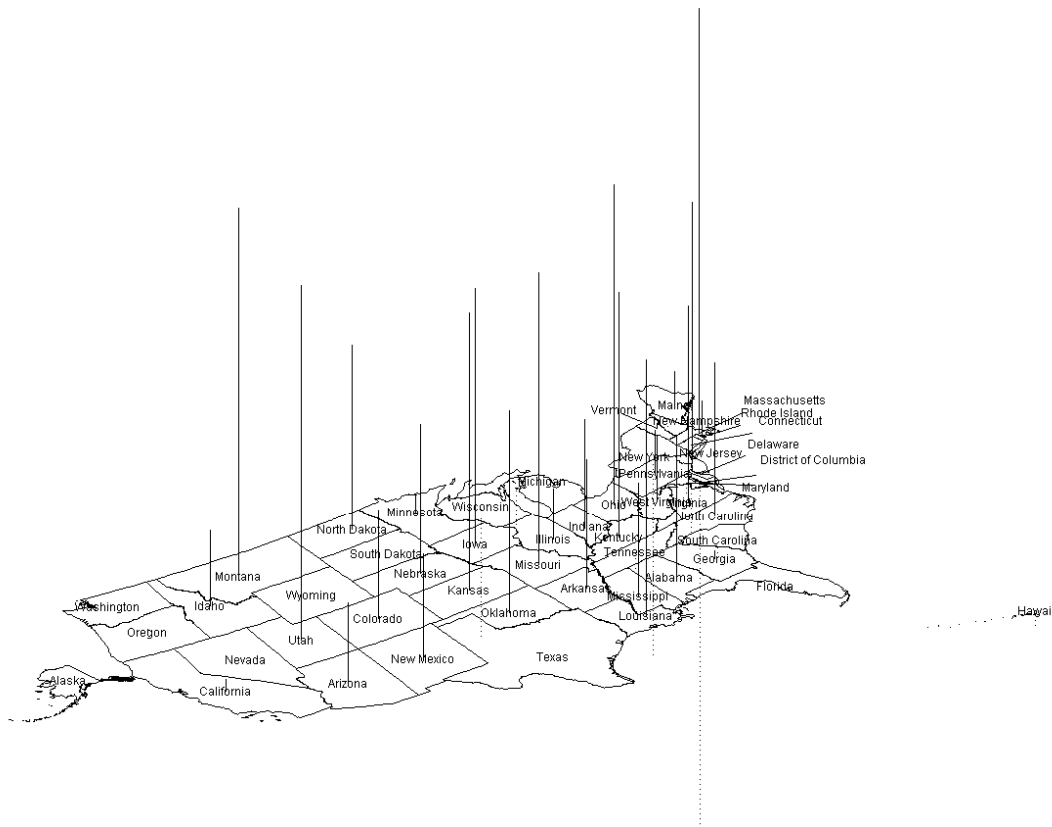 Massachusetts
Maine
Vermont
Rhode Island
New Hampshire
Connecticut
Delaware
New York
New Jersey
District of Columbia
Pennsylvania
Michigan
Maryland
Wisconsin
Ohio
West Virginia
Virginia
Minnesota
North Carolina
North Dakota
Indiana
Kentucky
Illinois
South Carolina
Iowa
Tennessee
South Dakota
Georgia
Missouri
Nebraska
Montana
Alabama
Arkansas
Florida
Kansas
Wyoming
Mississippi
Washington
Idaho
Oklahoma
Hawai
Louisiana
Colorado
Oregon
Utah
Texas
New Mexico
Nevada
Alaska
Arizona
California